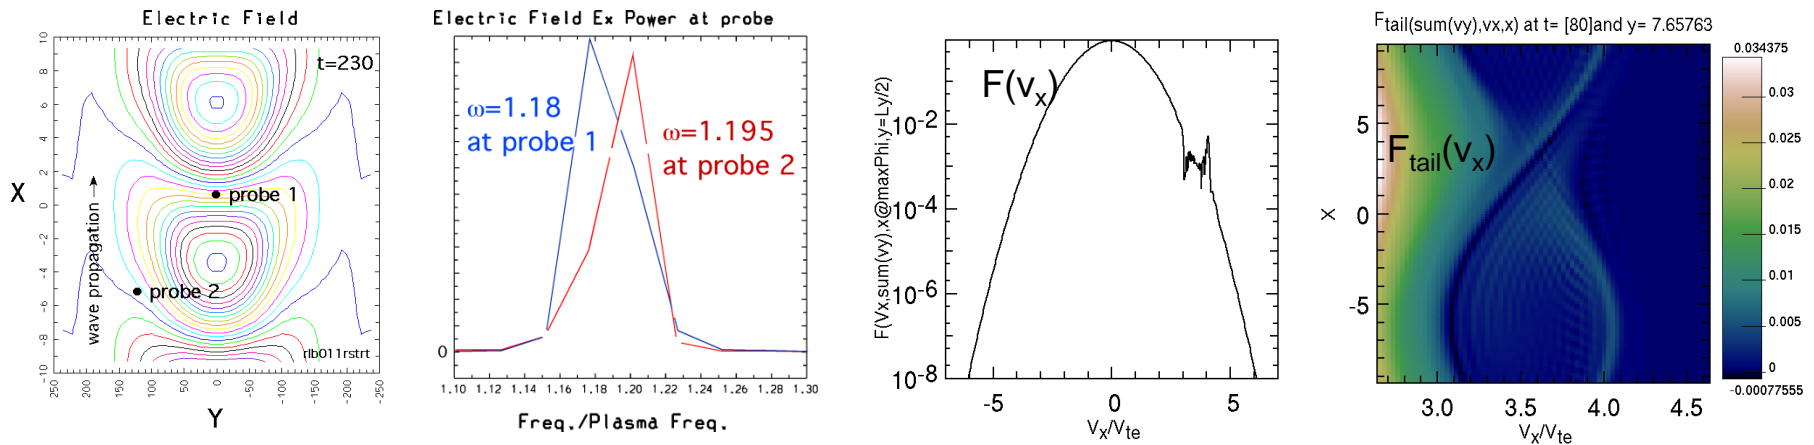 Electric Field
10
8
6
4
2
0
-2
-4
-6
-8
-10
X
t=230
probe 1
probe 2
wave propagation
rlb011rstrt
250
200
150
100
50
0
-50
-100
-150
-200
-250
Y
Electric Field Ex Power at probe
ω=1.18
at probe 1
ω=1.195
at probe 2
0
1.10 1.12 1.14 1.16 1.18 1.20 1.22 1.24 1.26 1.28 1.30
Freq./Plasma Freq.
F(Vx,sum(vy),x@maxPhi,y=Ly/2)
F(vx)
10-2
10-4
10-6
10-8
-5 0 5
Vx/Vte
Ftail(sum(vy),vx,x) at t= [80]and y= 7.65763
Ftail(vx)
X
5
0
-5
3.0 3.5 4.0 4.5
Vx/Vte
0.034375
0.03
0.025
0.02
0.015
0.01
0.005
0
-0.00077555